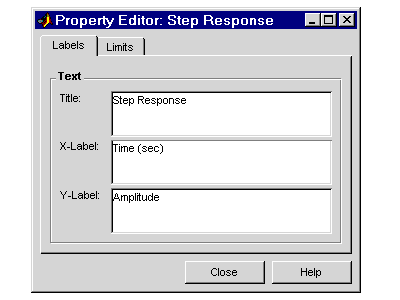 Property Editor: Step Response
Labels Limits
Text
Title: Step Response
X-Label: Time (sec)
Y-Label: Amplitude
Close Help